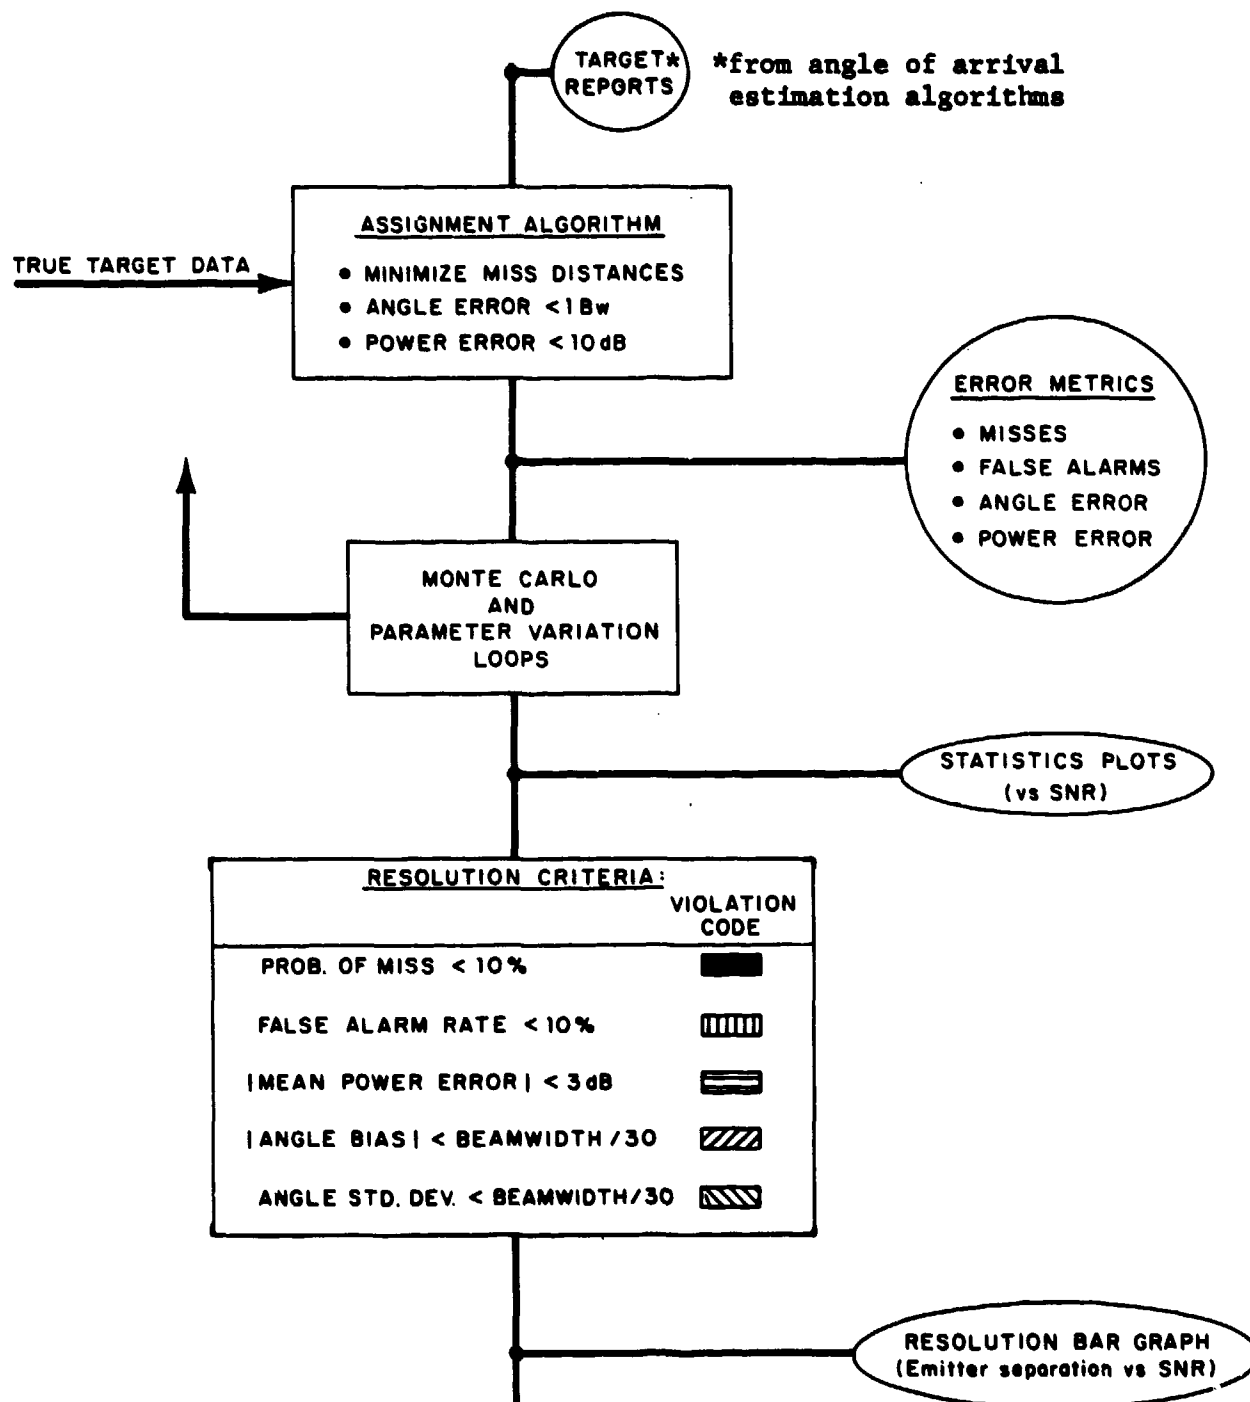 TARGET*
REPORTS
*from angle of arrival
estimation algorithms
ASSIGNMENT ALGORITHM
• MINIMIZE MISS DISTANCES
• ANGLE ERROR < 1 Bw
• POWER ERROR < 10 dB
TRUE TARGET DATA
ERROR METRICS
• MISSES
• FALSE ALARMS
• ANGLE ERROR
• POWER ERROR
MONTE CARLO
AND
PARAMETER VARIATION
LOOPS
STATISTICS PLOTS
(vs SNR)
RESOLUTION CRITERIA:
VIOLATION
CODE
PROB. OF MISS < 10%
FALSE ALARM RATE < 10%
|MEAN POWER ERROR| < 3 dB
|ANGLE BIAS| < BEAMWIDTH / 30
ANGLE STD. DEV. < BEAMWIDTH/30
RESOLUTION BAR GRAPH
(Emitter separation vs SNR)